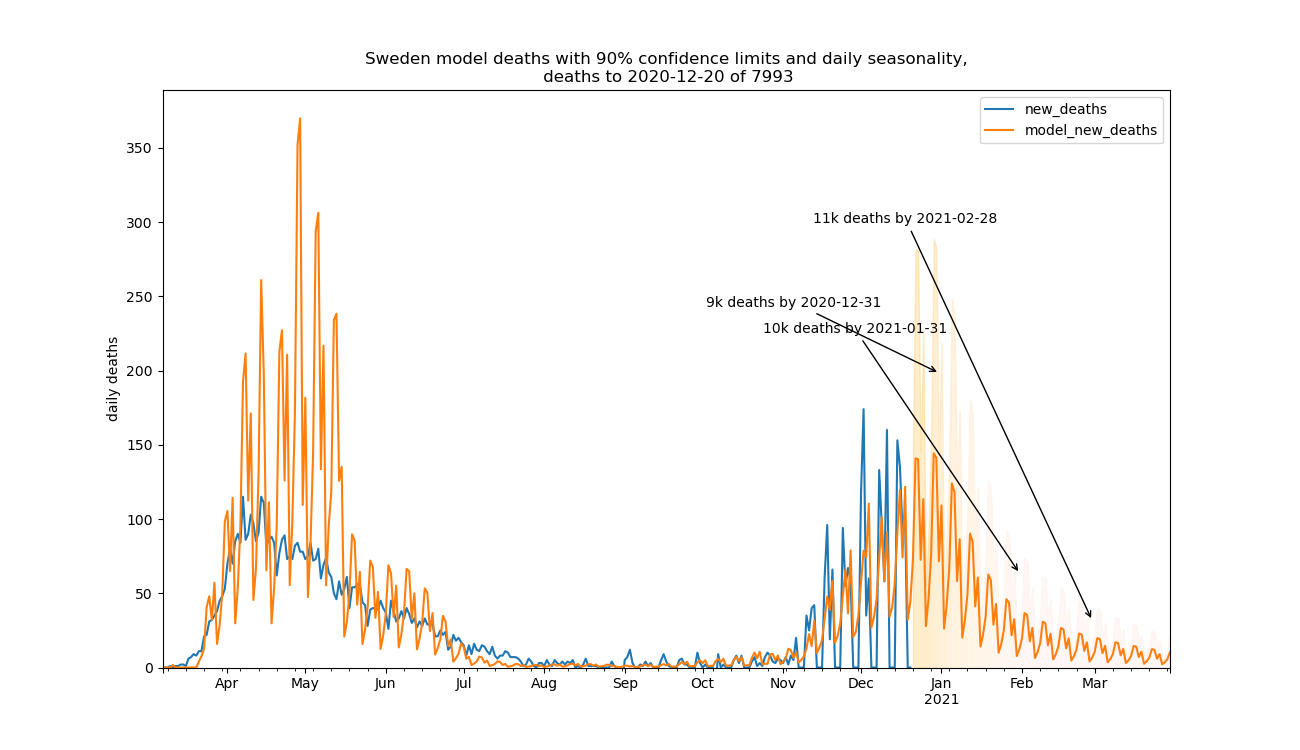 Sweden model deaths with 90% confidence limits and daily seasonality,
deaths to 2020-12-20 of 7993
new_deaths
model_new_deaths
350
300
250
200
150
100
50
0
daily deaths
11k deaths by 2021-02-28
9k deaths by 2020-12-31
10k deaths by 2021-01-31
Apr May Jun Jul Aug Sep Oct Nov Dec Jan Feb Mar
2021